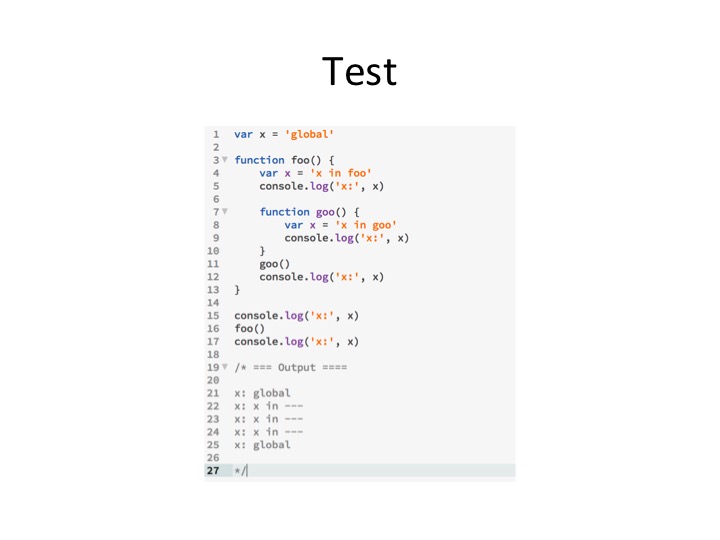 Test
1 var x = 'global'
2
3 function foo() {
4     var x = 'x in foo'
5     console.log('x:', x)
6
7     function goo() {
8         var x = 'x in goo'
9         console.log('x:', x)
10     }
11     goo()
12     console.log('x:', x)
13 }
14
15 console.log('x:', x)
16 foo()
17 console.log('x:', x)
18
19 /* === Output ====
20
21 x: global
22 x: x in ---
23 x: x in ---
24 x: x in ---
25 x: global
26
27 */